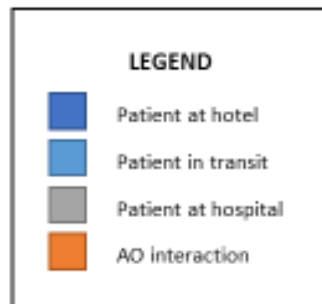 LEGEND
Patient at hotel
Patient in transit
Patient at hospital
AO interaction